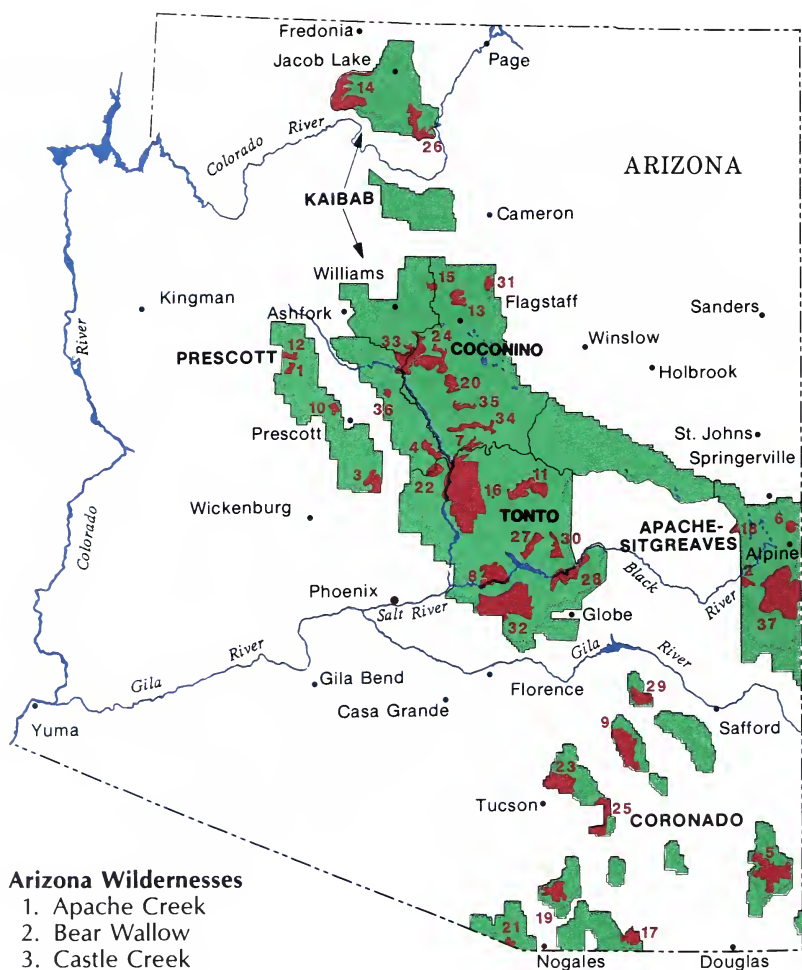 Fredonia
Jacob Lake
Page
14
26
Colorado River
ARIZONA
KAIBAB
Cameron
Williams
15
31
Kingman
Ashfork
13
Flagstaff
Sanders
River
33
24
Winslow
12
PRESCOTT
COCONINO
1
Holbrook
20
10
36
35
Prescott
34
St. Johns
4
7
Springerville
3
22
16
11
Wickenburg
TONTO
APACHE-
SITGREAVES
18
6
27
30
Alpine
Colorado
8
28
Black River
2
Phoenix
Salt River
32
Globe
37
Gila River
Gila River
Gila Bend
Florence
29
Yuma
Casa Grande
Safford
9
23
Tucson
25
CORONADO
5
19
21
17
Nogales
Douglas
Arizona Wildernesses
1. Apache Creek
2. Bear Wallow
3. Castle Creek